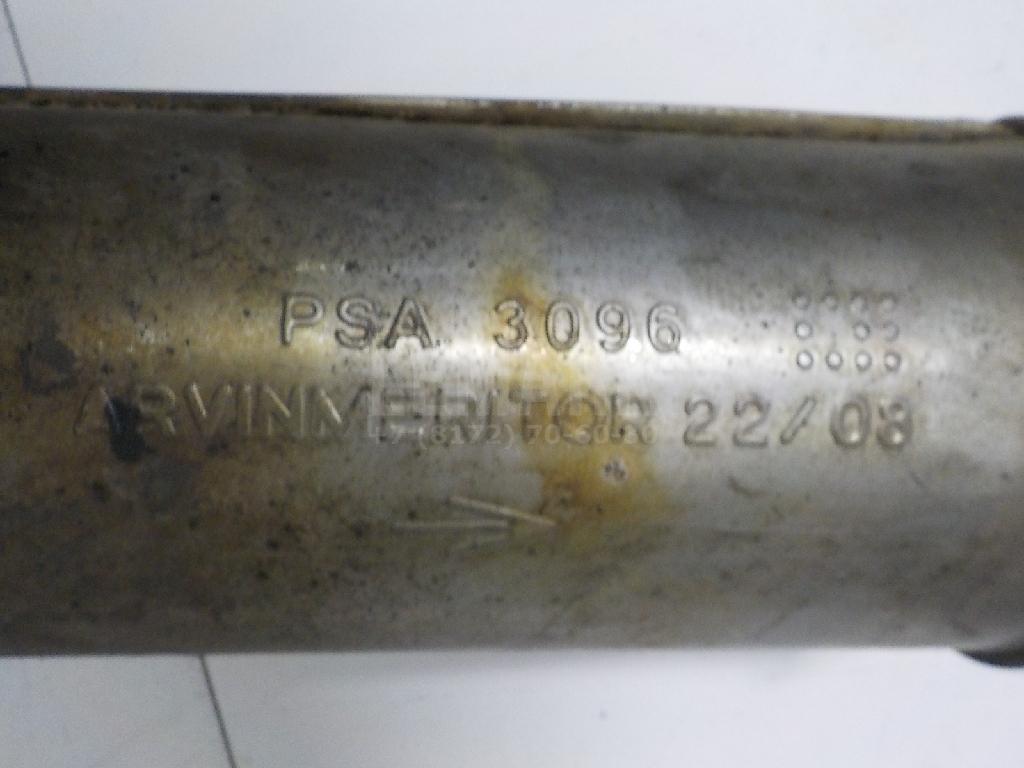 PSA 3096
ARVINMERITOR 22/08